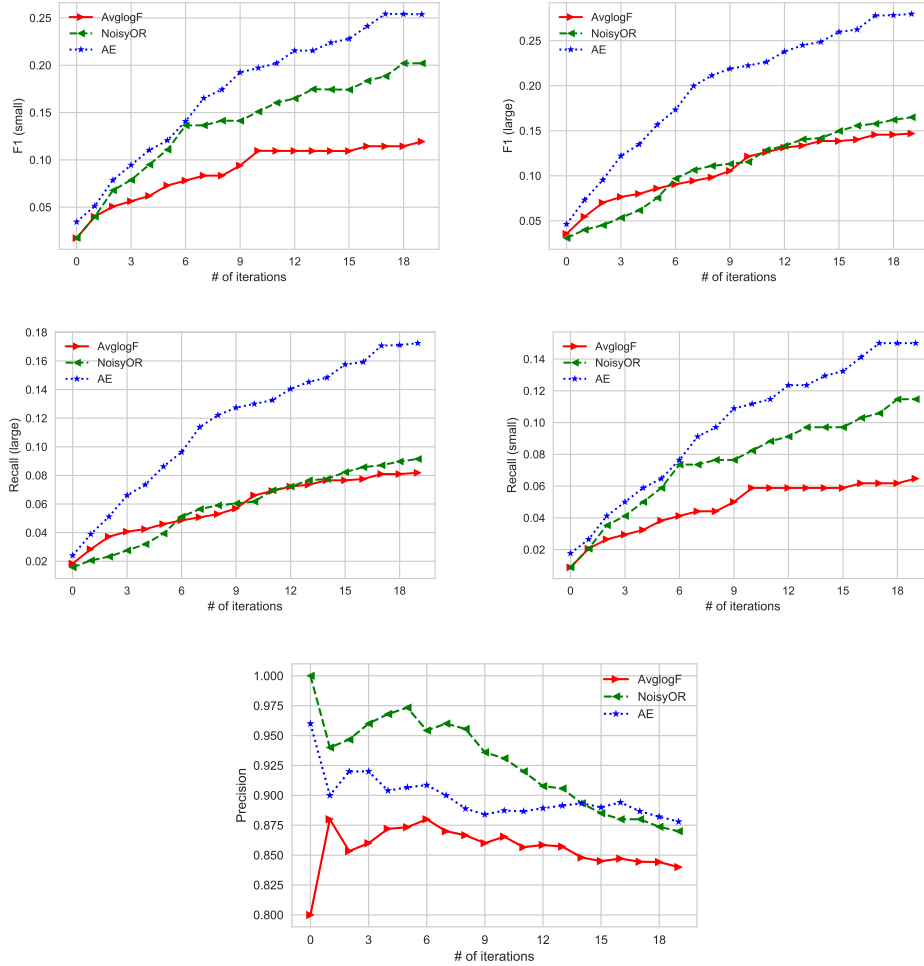 AvglogF
NoisyOR
AE
F1 (small)
0.25
0.20
0.15
0.10
0.05
0 3 6 9 12 15 18
# of iterctions
AvglogF
NoisyOR
AE
F1 (large)
0.25
0.20
0.15
0.10
0.05
0 3 6 9 12 15 18
# of iterations
AvglogF
NoisyOR
AE
Recall (large)
0.18
0.16
0.14
0.12
0.10
0.08
0.06
0.04
0.02
0 3 6 9 12 15 18
# of iterations
AvglogF
NoisyOR
AE
Recall (small)
0.14
0.12
0.10
0.08
0.06
0.04
0.02
0 3 6 9 12 15 18
# of iterations
AvglogF
NoisyOR
AE
Precision
1.000
0.975
0.950
0.925
0.900
0.875
0.850
0.825
0.800
0 3 6 9 12 15 18
# of iterations